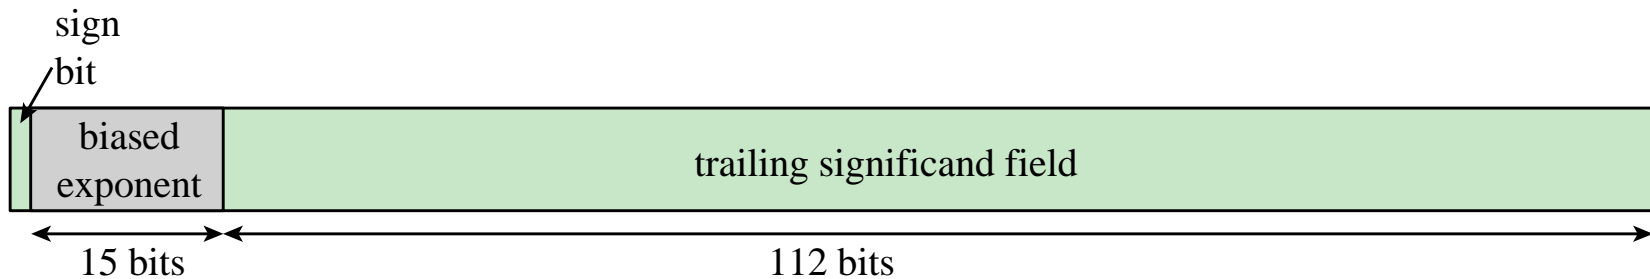 sign
bit
biased
exponent
trailing significand field
15 bits
112 bits